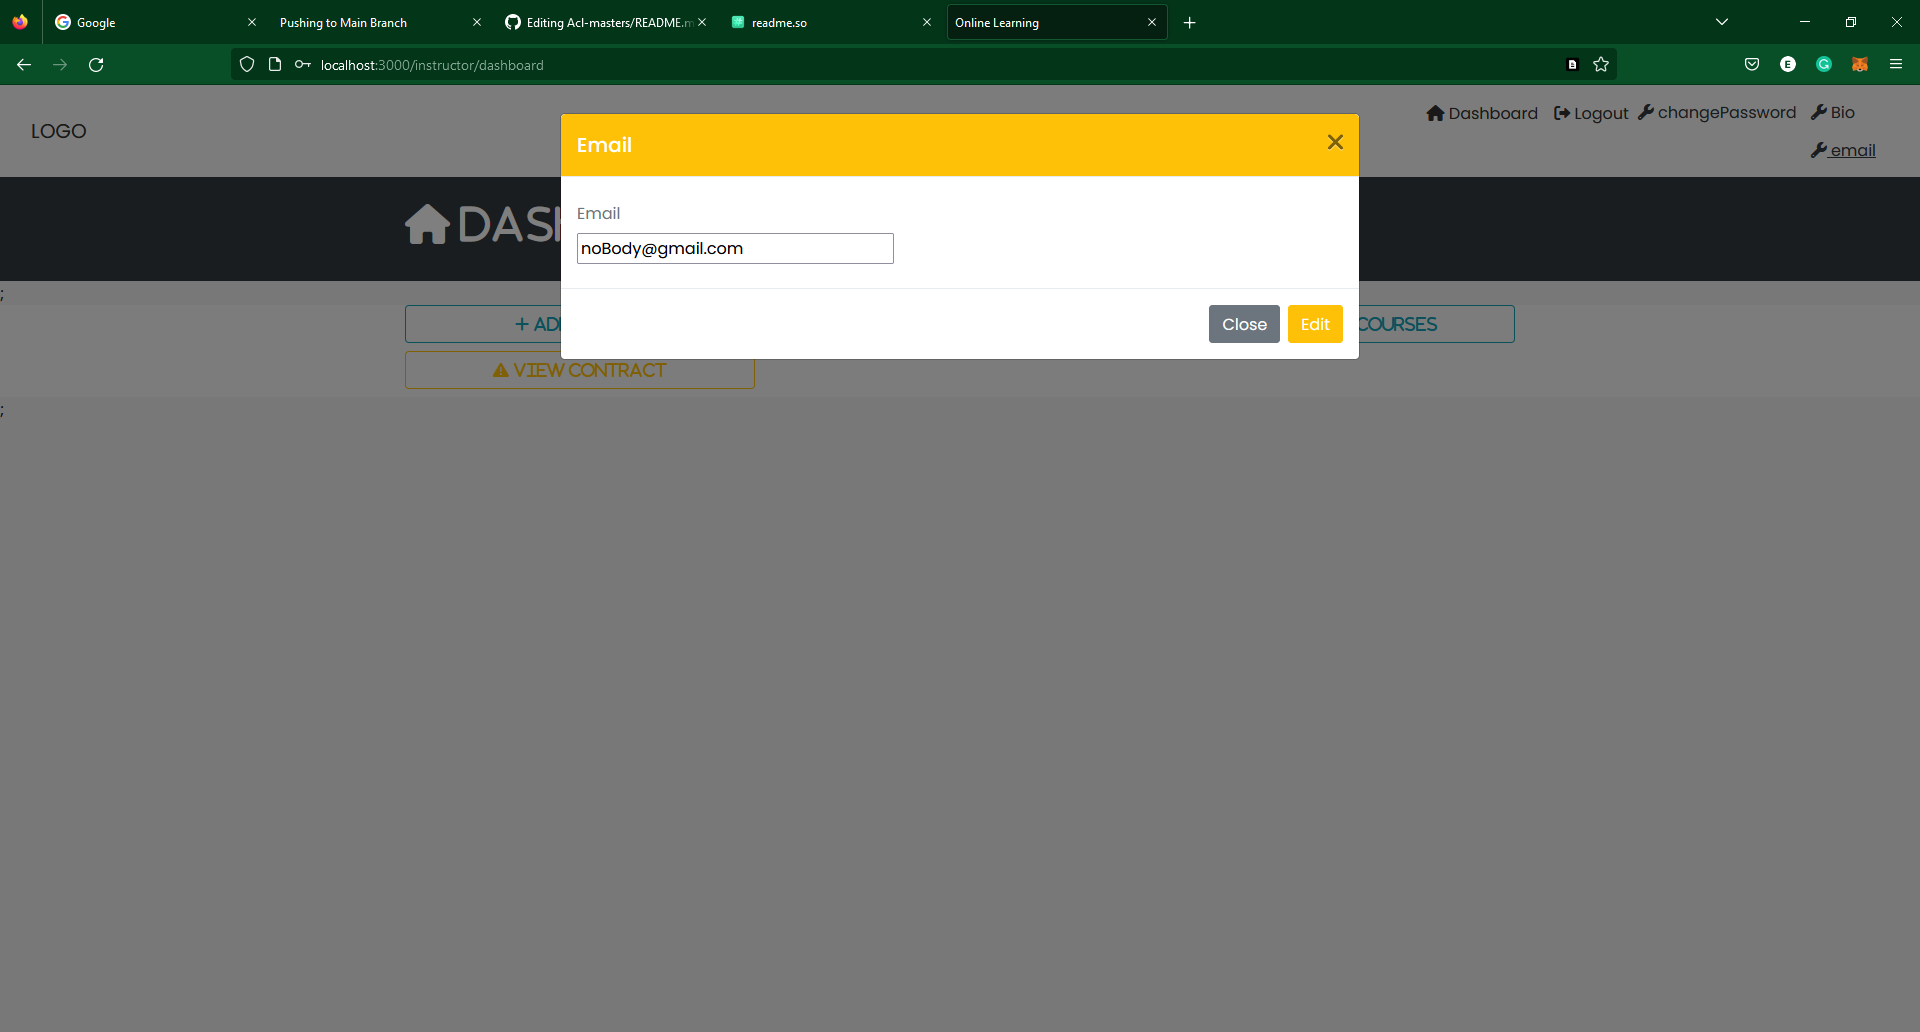 Google
Pushing to Main Branch
Editing Acl-masters/README.m
readme.so
Online Learning
localhost:3000/instructor/dashboard
LOGO
Dashboard
Logout
changePassword
Bio
email
Email
DASH
Email
noBody@gmail.com
;
Close
Edit
+ AD
COURSES
VIEW CONTRACT
;